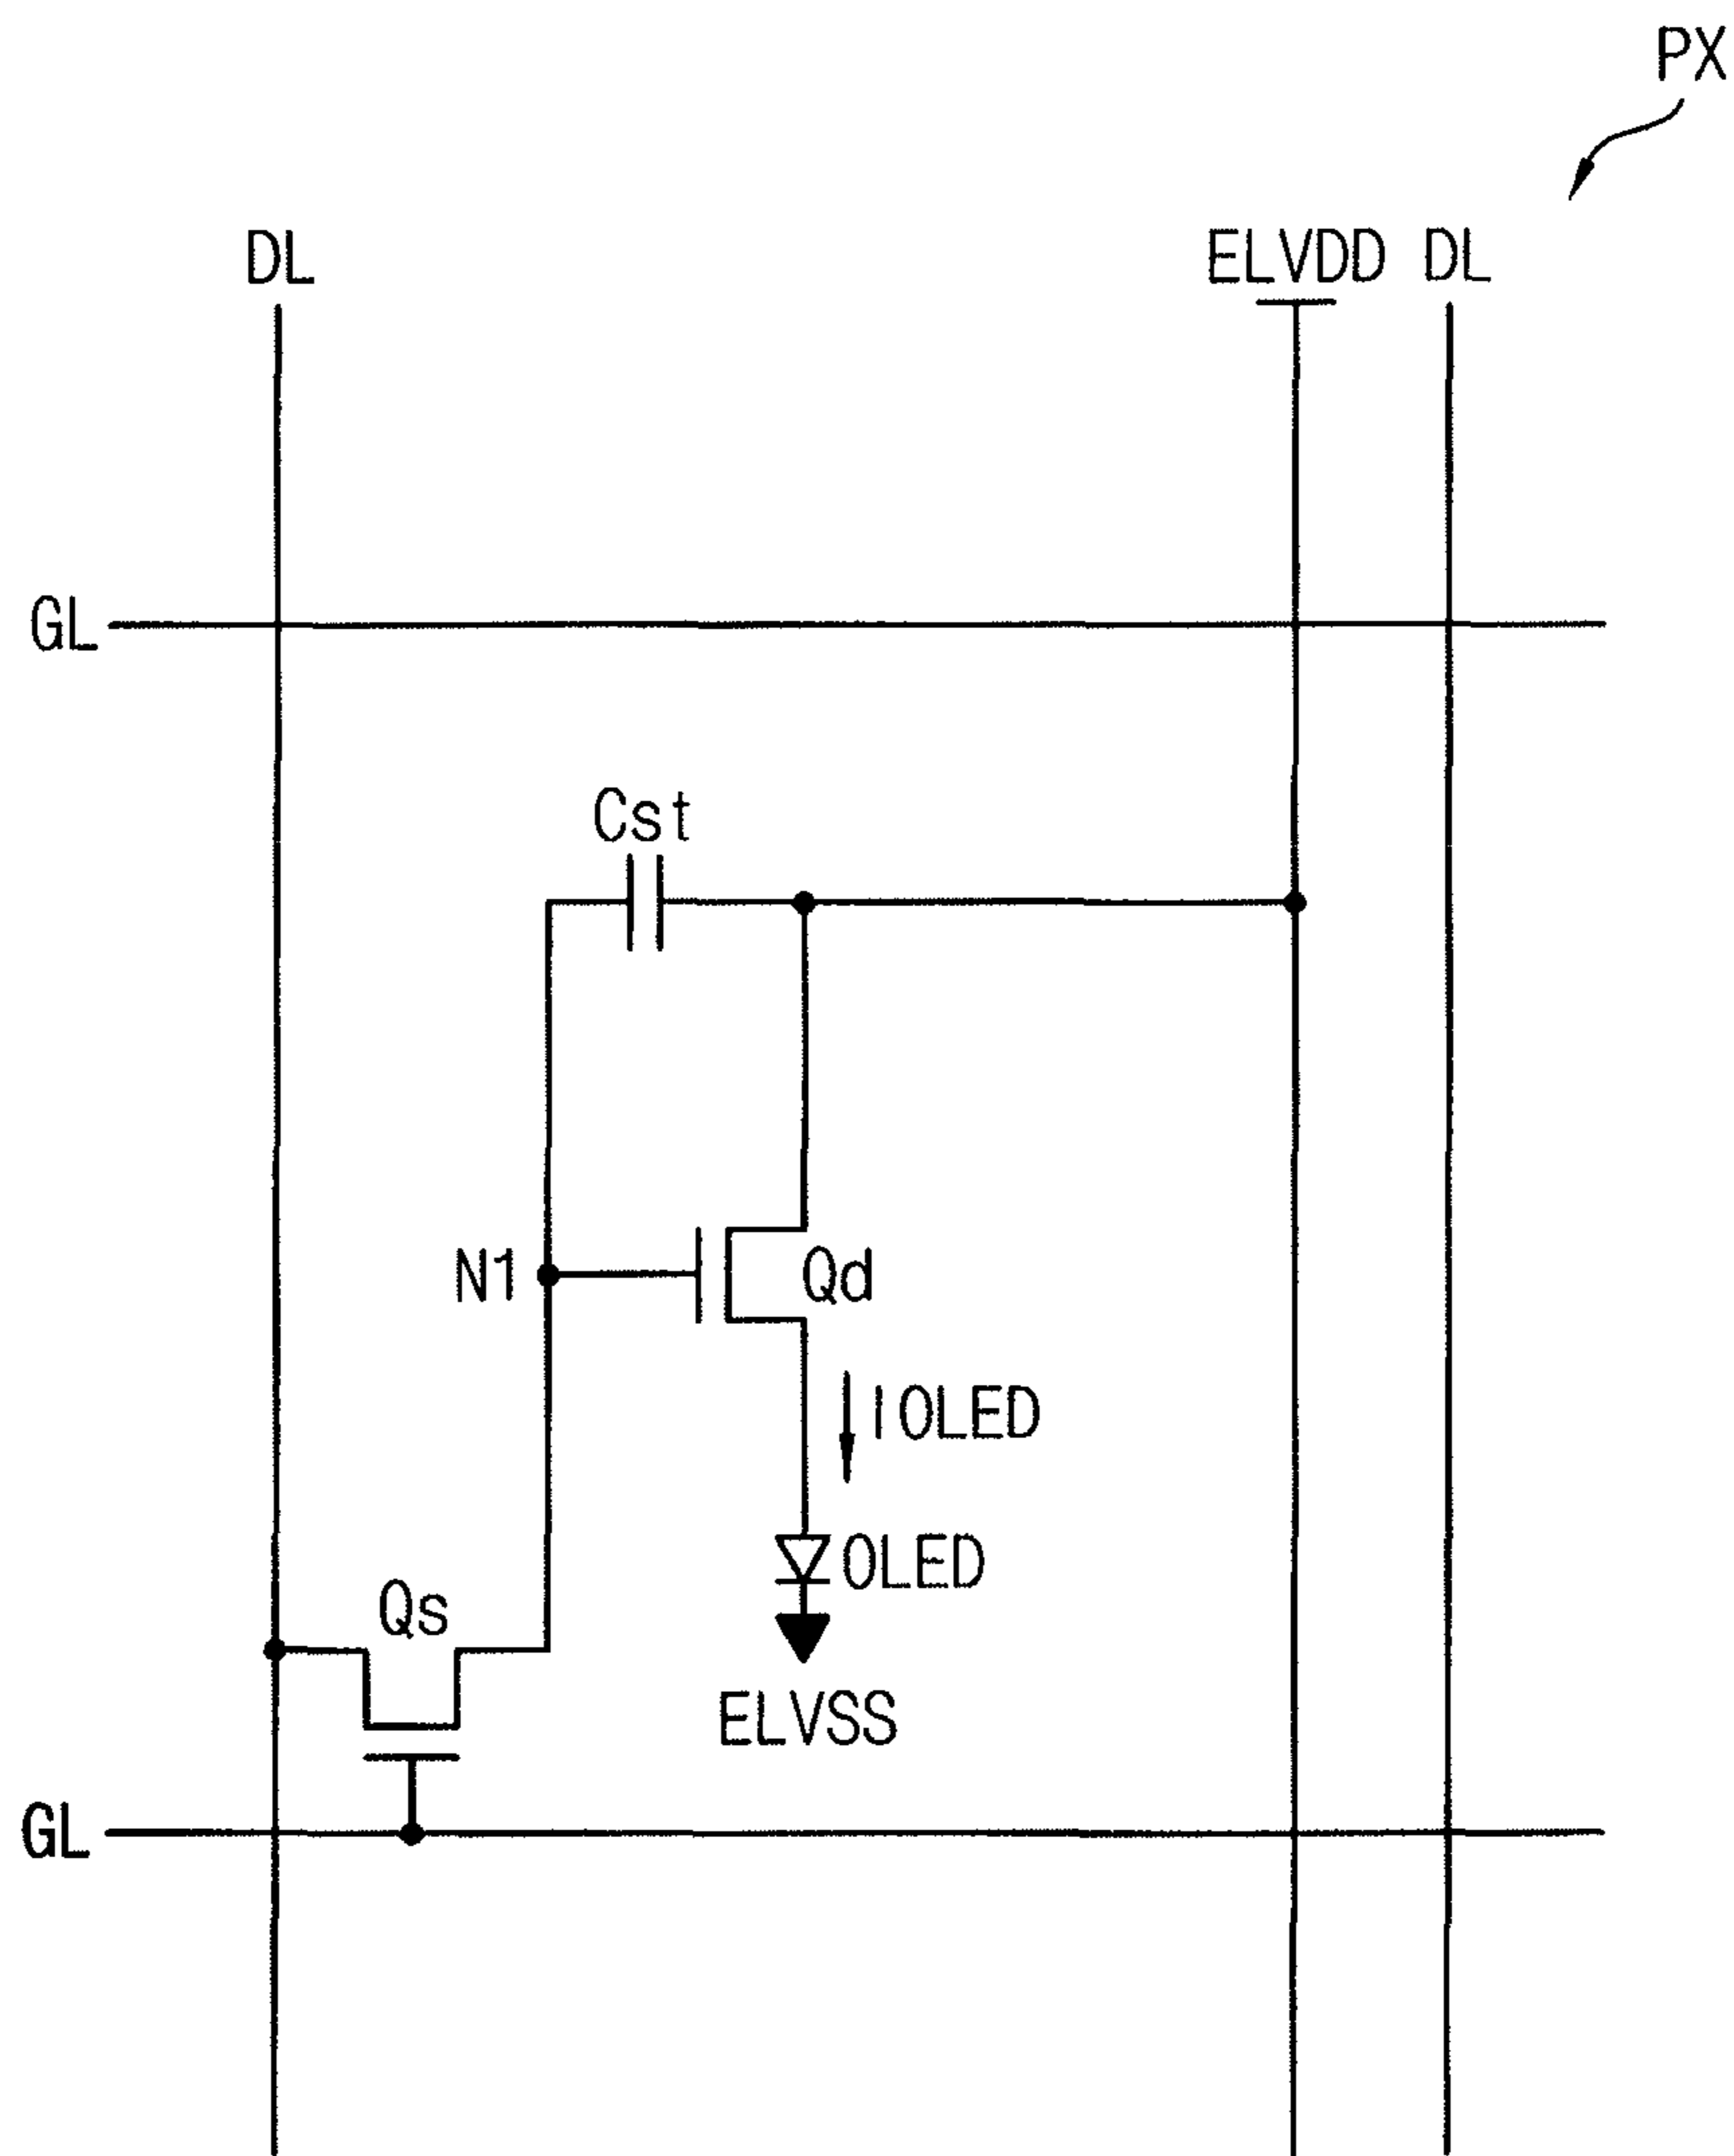 PX
DL
ELVDD DL
GL
Cst
N1
Qd
IOLED
OLED
Qs
ELVSS
GL